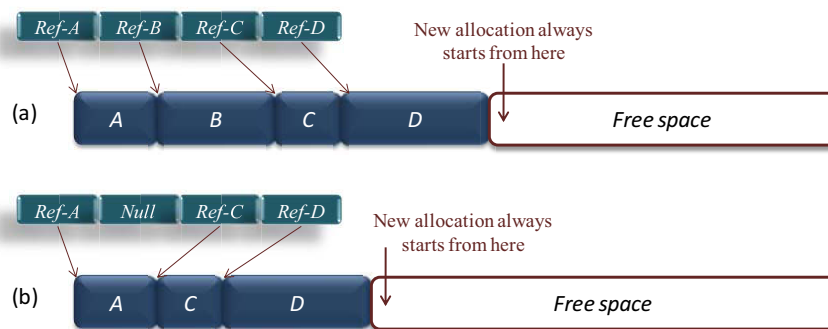 Ref-A Ref-B Ref-C Ref-D
New allocation always
starts from here
(a)
A B C D Free space
Ref-A Null Ref-C Ref-D
New allocation always
starts from here
(b)
A C D Free space